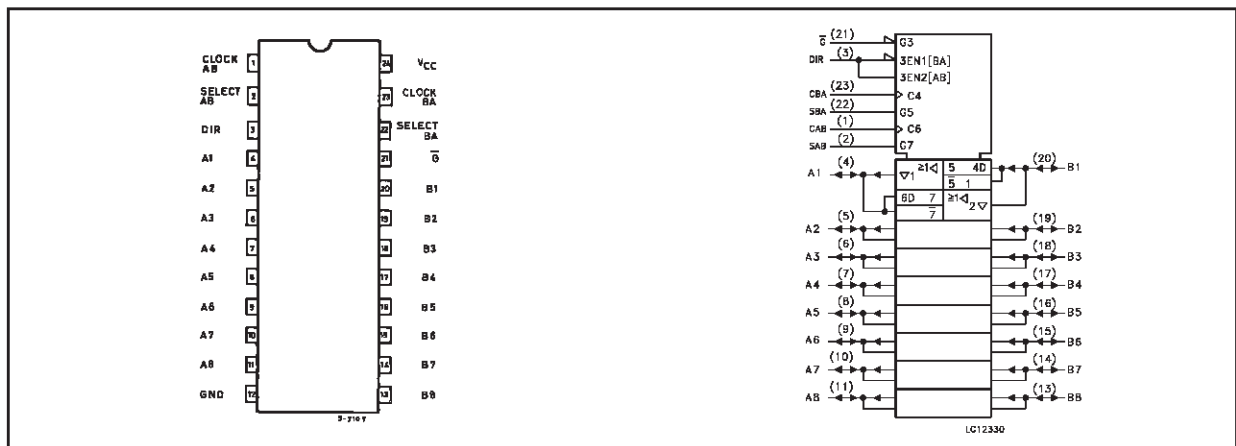 CLOCK AB 1
SELECT AB 2
DIR 3
A1 4
A2 5
A3 6
A4 7
A5 8
A6 9
A7 10
A8 11
GND 12
24 VCC
23 CLOCK BA
22 SELECT BA
21 G̅
20 B1
19 B2
18 B3
17 B4
16 B5
15 B6
14 B7
13 B8
G̅ (21) G3
DIR (3) 3EN1[BA]
3EN2[AB]
CBA (23) C4
SBA (22) G5
CAB (1) C6
SAB (2) G7
A1 (4) ▽1 ≥1◁ 5 4D (20) B1
5̅ 1
6D 7 ≥1◁ 2▽
7̅
A2 (5) (19) B2
A3 (6) (18) B3
A4 (7) (17) B4
A5 (8) (16) B5
A6 (9) (15) B6
A7 (10) (14) B7
A8 (11) (13) B8
LC12330